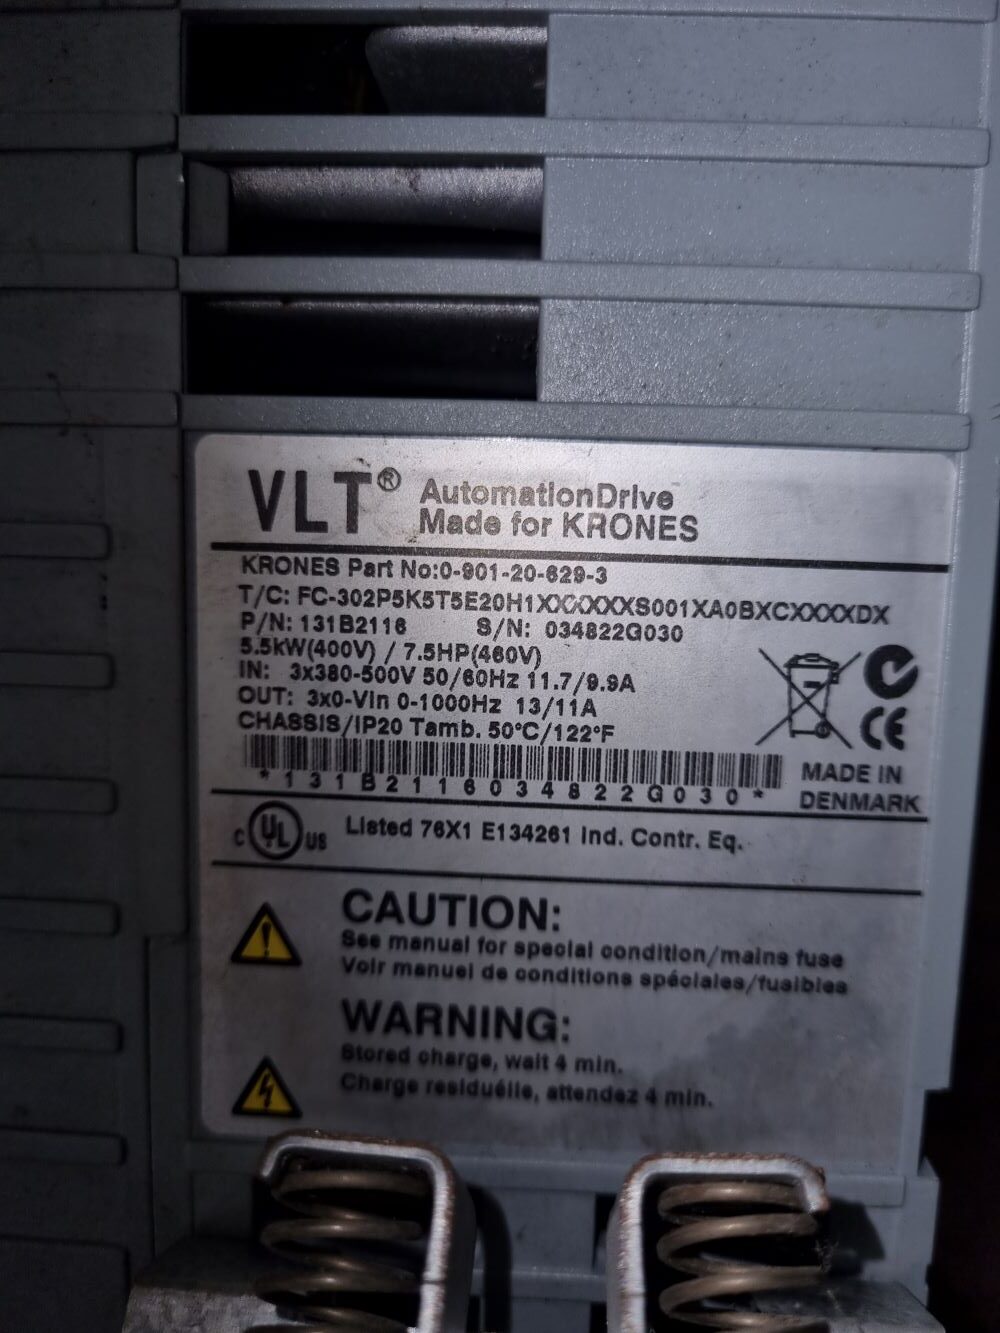 VLT® AutomationDrive
Made for KRONES
KRONES Part No:0-901-20-629-3
T/C: FC-302P5K5T5E20H1XXXXXXS001XA0BXCXXXXDX
P/N: 131B2116 S/N: 034822G030
5.5kW(400V) / 7.5HP(460V)
IN: 3x380-500V 50/60Hz 11.7/9.9A
OUT: 3x0-Vin 0-1000Hz 13/11A
CHASSIS/IP20 Tamb. 50°C/122°F
*131B2116034822G030*
MADE IN
DENMARK
CE
c UL US Listed 76X1 E134261 Ind. Contr. Eq.
CAUTION:
See manual for special condition/mains fuse
Voir manuel de conditions spéciales/fusibles
WARNING:
Stored charge, wait 4 min.
Charge residuélle, attendez 4 min.